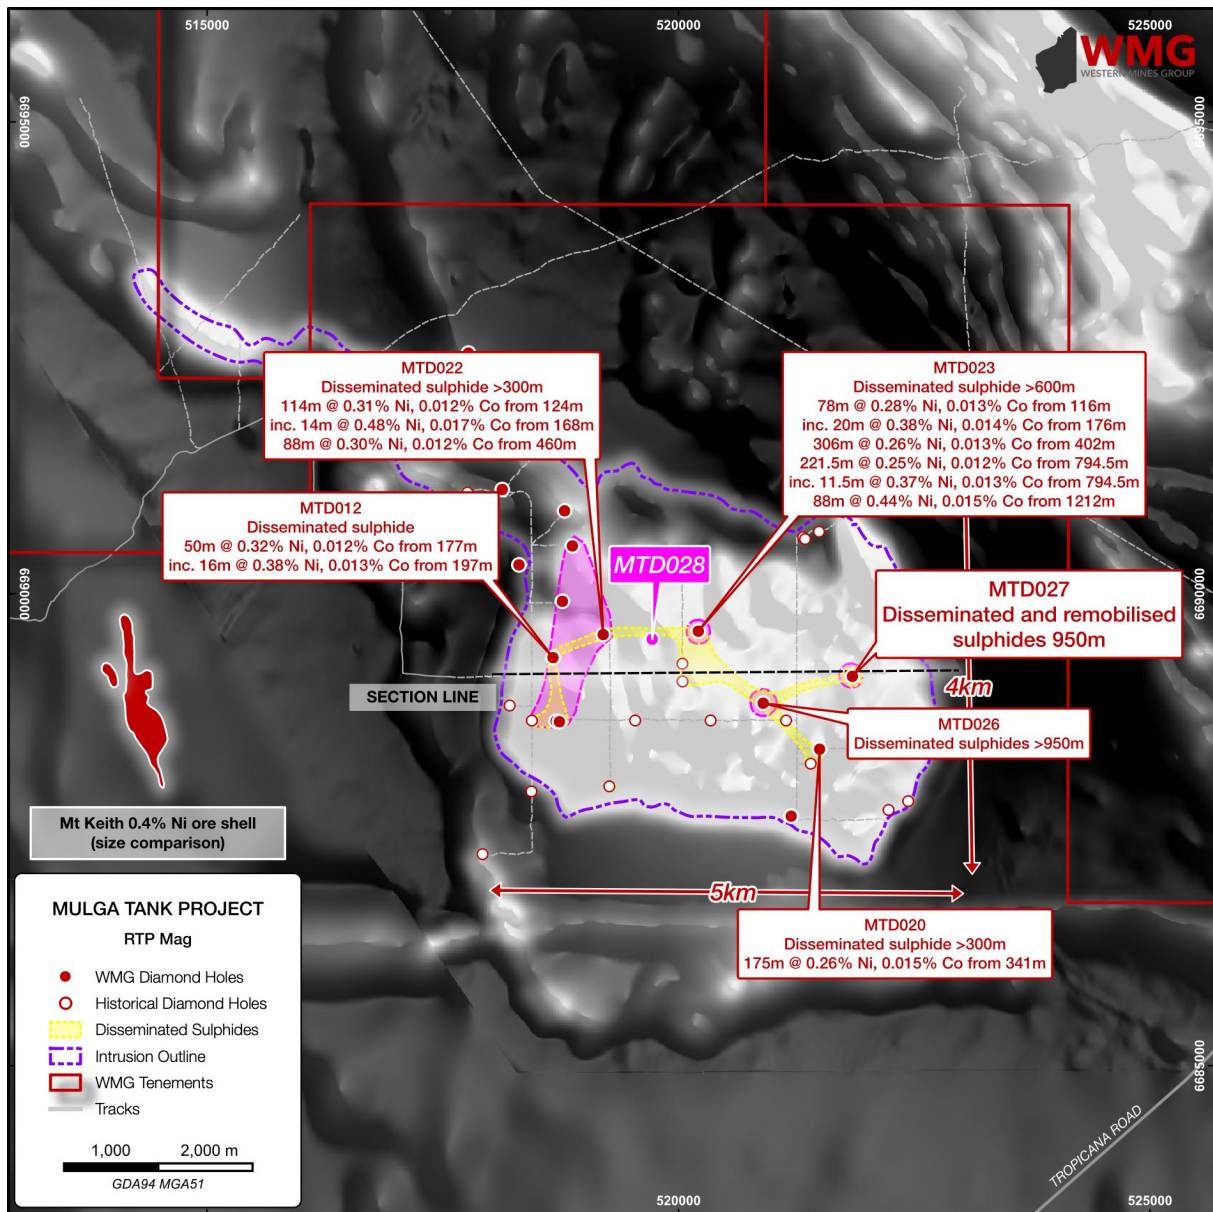 515000
520000
525000
WMG
WESTERN MINES GROUP
6695000
6695000
MTD022
Disseminated sulphide >300m
114m @ 0.31% Ni, 0.012% Co from 124m
inc. 14m @ 0.48% Ni, 0.017% Co from 168m
88m @ 0.30% Ni, 0.012% Co from 460m
MTD023
Disseminated sulphide >600m
78m @ 0.28% Ni, 0.013% Co from 116m
inc. 20m @ 0.38% Ni, 0.014% Co from 176m
306m @ 0.26% Ni, 0.013% Co from 402m
221.5m @ 0.25% Ni, 0.012% Co from 794.5m
inc. 11.5m @ 0.37% Ni, 0.013% Co from 794.5m
88m @ 0.44% Ni, 0.015% Co from 1212m
MTD012
Disseminated sulphide
50m @ 0.32% Ni, 0.012% Co from 177m
inc. 16m @ 0.38% Ni, 0.013% Co from 197m
MTD028
6690000
6690000
MTD027
Disseminated and remobilised
sulphides 950m
SECTION LINE
4km
MTD026
Disseminated sulphides >950m
Mt Keith 0.4% Ni ore shell
(size comparison)
5km
MTD020
Disseminated sulphide >300m
175m @ 0.26% Ni, 0.015% Co from 341m
MULGA TANK PROJECT
RTP Mag
WMG Diamond Holes
Historical Diamond Holes
Disseminated Sulphides
Intrusion Outline
WMG Tenements
Tracks
1,000 2,000 m
GDA94 MGA51
6685000
TROPICANA ROAD
520000
525000